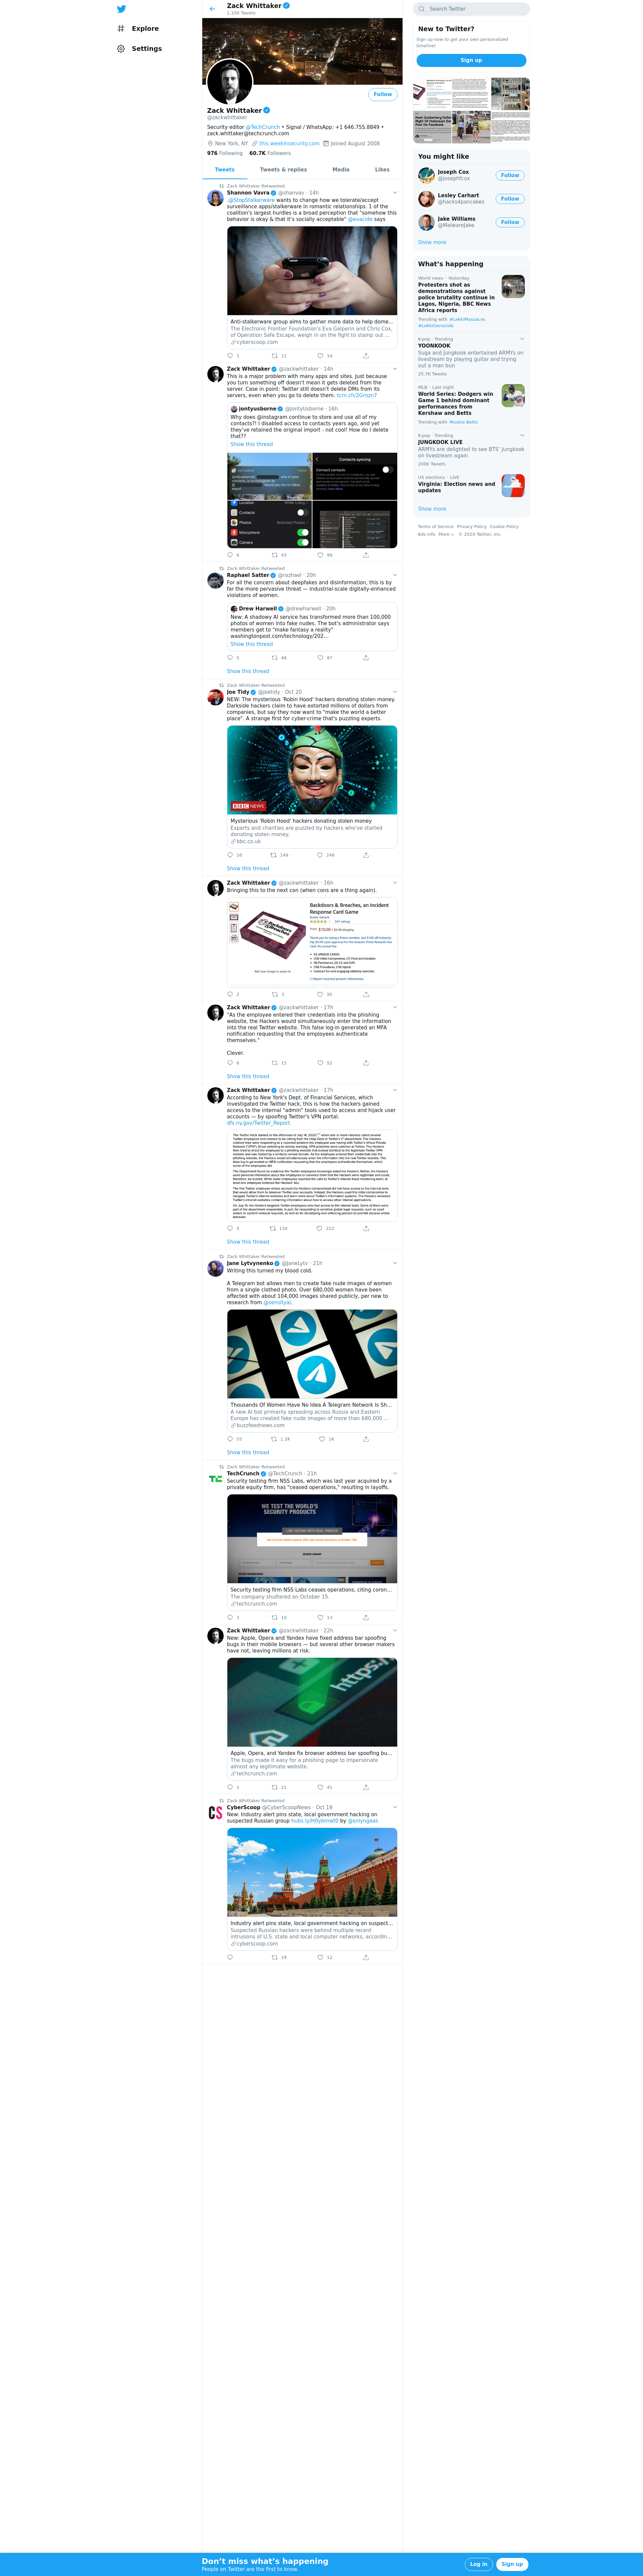 Explore
Settings
Zack Whittaker
1,100 Tweets
Follow
Zack Whittaker
@zackwhittaker
Security editor @TechCrunch • Signal / WhatsApp: +1 646.755.8849 •
zack.whittaker@techcrunch.com
New York, NY this.weekinsecurity.com Joined August 2008
976 Following 60.7K Followers
Tweets Tweets & replies Media Likes
Zack Whittaker Retweeted
Shannon Vavra @shanvav · 14h
.@StopStalkerware wants to change how we tolerate/accept
surveillance apps/stalkerware in romantic relationships. 1 of the
coalition's largest hurdles is a broad perception that "somehow this
behavior is okay & that it's socially acceptable" @evacide says
Anti-stalkerware group aims to gather more data to help dome...
The Electronic Frontier Foundation's Eva Galperin and Chris Cox,
of Operation Safe Escape, weigh in on the fight to stamp out ...
cyberscoop.com
1 12 14
Zack Whittaker @zackwhittaker · 14h
This is a major problem with many apps and sites. Just because
you turn something off doesn't mean it gets deleted from the
server. Case in point: Twitter still doesn't delete DMs from its
servers, even when you go to delete them. tcrn.ch/2Grozn7
jontyusborne @JontyUsborne · 16h
Why does @instagram continue to store and use all of my
contacts?! I disabled access to contacts years ago, and yet
they've retained the original import - not cool! How do I delete
that??
Show this thread
Contacts syncing
Connect contacts
Location While Using
Contacts
Photos Selected Photos
Microphone
Camera
6 43 99
Zack Whittaker Retweeted
Raphael Satter @razhael · 20h
For all the concern about deepfakes and disinformation, this is by
far the more pervasive threat — industrial-scale digitally-enhanced
violations of women.
Drew Harwell @drewharwell · 20h
New: A shadowy AI service has transformed more than 100,000
photos of women into fake nudes. The bot's administrator says
members get to "make fantasy a reality"
washingtonpost.com/technology/202...
Show this thread
5 48 87
Show this thread
Zack Whittaker Retweeted
Joe Tidy @joetidy · Oct 20
NEW: The mysterious 'Robin Hood' hackers donating stolen money.
Darkside hackers claim to have extorted millions of dollars from
companies, but say they now want to "make the world a better
place". A strange first for cyber-crime that's puzzling experts.
BBC NEWS
Mysterious 'Robin Hood' hackers donating stolen money
Experts and charities are puzzled by hackers who've started
donating stolen money.
bbc.co.uk
16 149 246
Show this thread
Zack Whittaker @zackwhittaker · 16h
Bringing this to the next con (when cons are a thing again).
Backdoors & Breaches, an Incident
Response Card Game
2 3 30
Zack Whittaker @zackwhittaker · 17h
"As the employee entered their credentials into the phishing
website, the Hackers would simultaneously enter the information
into the real Twitter website. This false log-in generated an MFA
notification requesting that the employees authenticate
themselves."
Clever.
6 15 52
Show this thread
Zack Whittaker @zackwhittaker · 17h
According to New York's Dept. of Financial Services, which
investigated the Twitter hack, this is how the hackers gained
access to the internal "admin" tools used to access and hijack user
accounts — by spoofing Twitter's VPN portal.
dfs.ny.gov/Twitter_Report
9 134 222
Show this thread
Zack Whittaker Retweeted
Jane Lytvynenko @JaneLytv · 21h
Writing this turned my blood cold.
A Telegram bot allows men to create fake nude images of women
from a single clothed photo. Over 680,000 women have been
affected with about 104,000 images shared publicly, per new to
research from @sensityai.
Thousands Of Women Have No Idea A Telegram Network Is Sh...
A new AI bot primarily spreading across Russia and Eastern
Europe has created fake nude images of more than 680,000 ...
buzzfeednews.com
55 1.2K 1K
Show this thread
Zack Whittaker Retweeted
TechCrunch @TechCrunch · 21h
Security testing firm NSS Labs, which was last year acquired by a
private equity firm, has "ceased operations," resulting in layoffs.
WE TEST THE WORLD'S
SECURITY PRODUCTS
Security testing firm NSS Labs ceases operations, citing coron...
The company shuttered on October 15.
techcrunch.com
3 10 13
Zack Whittaker @zackwhittaker · 22h
New: Apple, Opera and Yandex have fixed address bar spoofing
bugs in their mobile browsers — but several other browser makers
have not, leaving millions at risk.
https:/
Apple, Opera, and Yandex fix browser address bar spoofing bu...
The bugs made it easy for a phishing page to impersonate
almost any legitimate website.
techcrunch.com
1 21 41
Zack Whittaker Retweeted
CyberScoop @CyberScoopNews · Oct 19
New: Industry alert pins state, local government hacking on
suspected Russian group hubs.ly/H0ybmwl0 by @snlyngaas
CS
Industry alert pins state, local government hacking on suspect...
Suspected Russian hackers were behind multiple recent
intrusions of U.S. state and local computer networks, accordin...
cyberscoop.com
19 12
Search Twitter
New to Twitter?
Sign up now to get your own personalized
timeline!
Sign up
You might like
Joseph Cox
@josephfcox
Follow
Lesley Carhart
@hacks4pancakes
Follow
Jake Williams
@MalwareJake
Follow
Show more
What's happening
World news · Yesterday
Protesters shot as
demonstrations against
police brutality continue in
Lagos, Nigeria, BBC News
Africa reports
Trending with #LekkiMassacre,
#LekkiGenocide
K-pop · Trending
YOONKOOK
Suga and Jungkook entertained ARMYs on
livestream by playing guitar and trying
out a man bun
25.7K Tweets
MLB · Last night
World Series: Dodgers win
Game 1 behind dominant
performances from
Kershaw and Betts
Trending with Mookie Betts
K-pop · Trending
JUNGKOOK LIVE
ARMYs are delighted to see BTS' Jungkook
on livestream again
200K Tweets
US elections · LIVE
Virginia: Election news and
updates
Show more
Terms of Service Privacy Policy Cookie Policy
Ads info More © 2020 Twitter, Inc.
Don't miss what's happening
People on Twitter are the first to know.
Log in Sign up